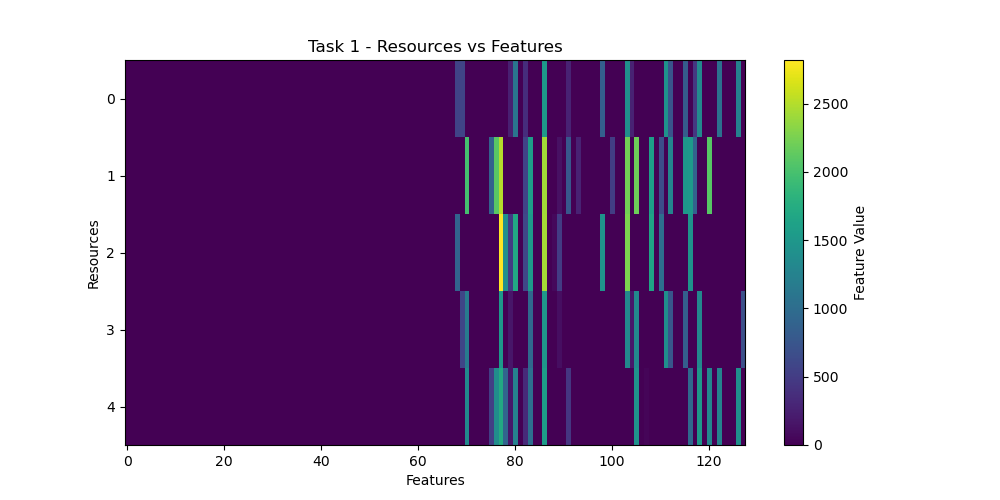 Task 1 - Resources vs Features
Resources
0
1
2
3
4
0 20 40 60 80 100 120
Features
2500
2000
1500
1000
500
0
Feature Value